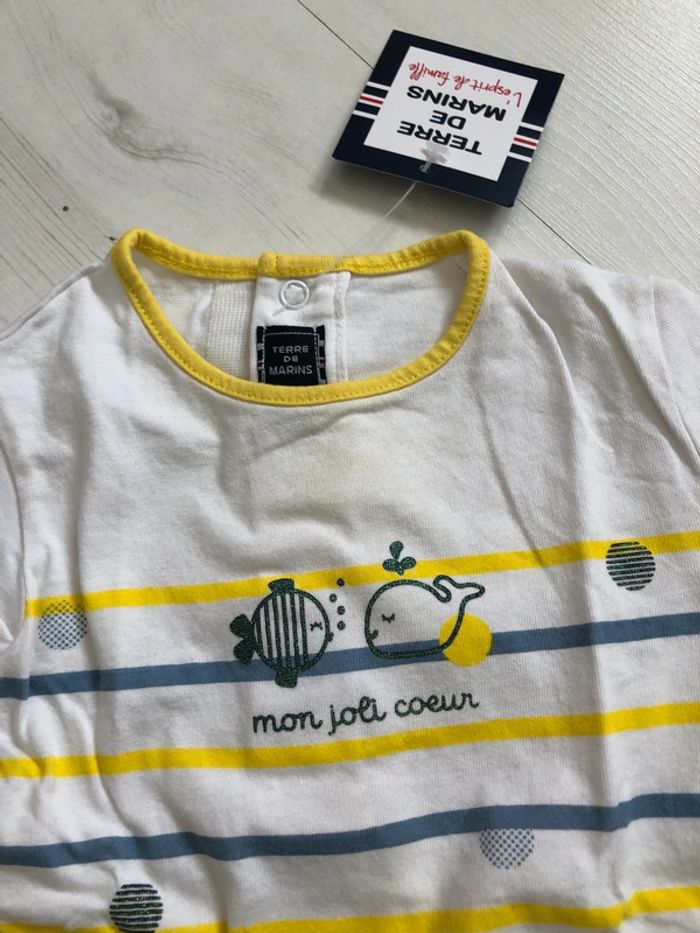 TERRE
DE
MARINS
L'esprit de famille
TERRE
DE
MARINS
mon joli coeur